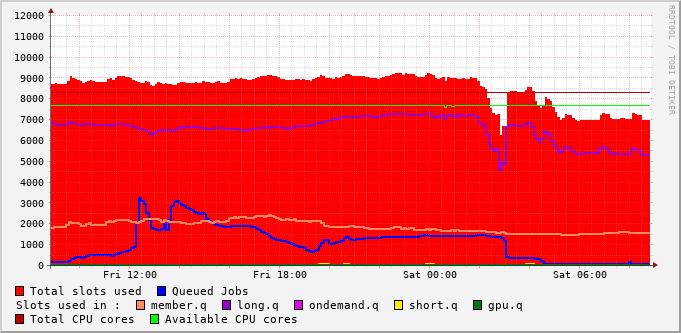 12000
11000
10000
9000
8000
7000
6000
5000
4000
3000
2000
1000
0
Fri 12:00 Fri 18:00 Sat 00:00 Sat 06:00
Total slots used Queued Jobs
Slots used in : member.q long.q ondemand.q short.q gpu.q
Total CPU cores Available CPU cores
RRDTOOL / TOBI OETIKER